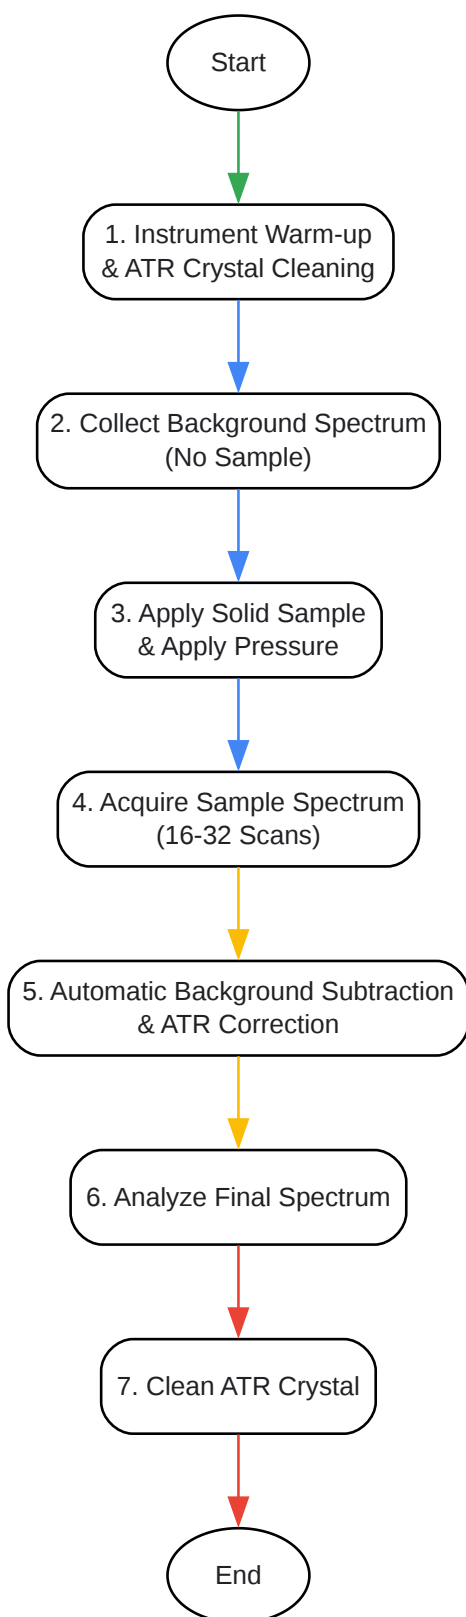 Start
1. Instrument Warm-up
& ATR Crystal Cleaning
2. Collect Background Spectrum
(No Sample)
3. Apply Solid Sample
& Apply Pressure
4. Acquire Sample Spectrum
(16-32 Scans)
5. Automatic Background Subtraction
& ATR Correction
6. Analyze Final Spectrum
7. Clean ATR Crystal
End